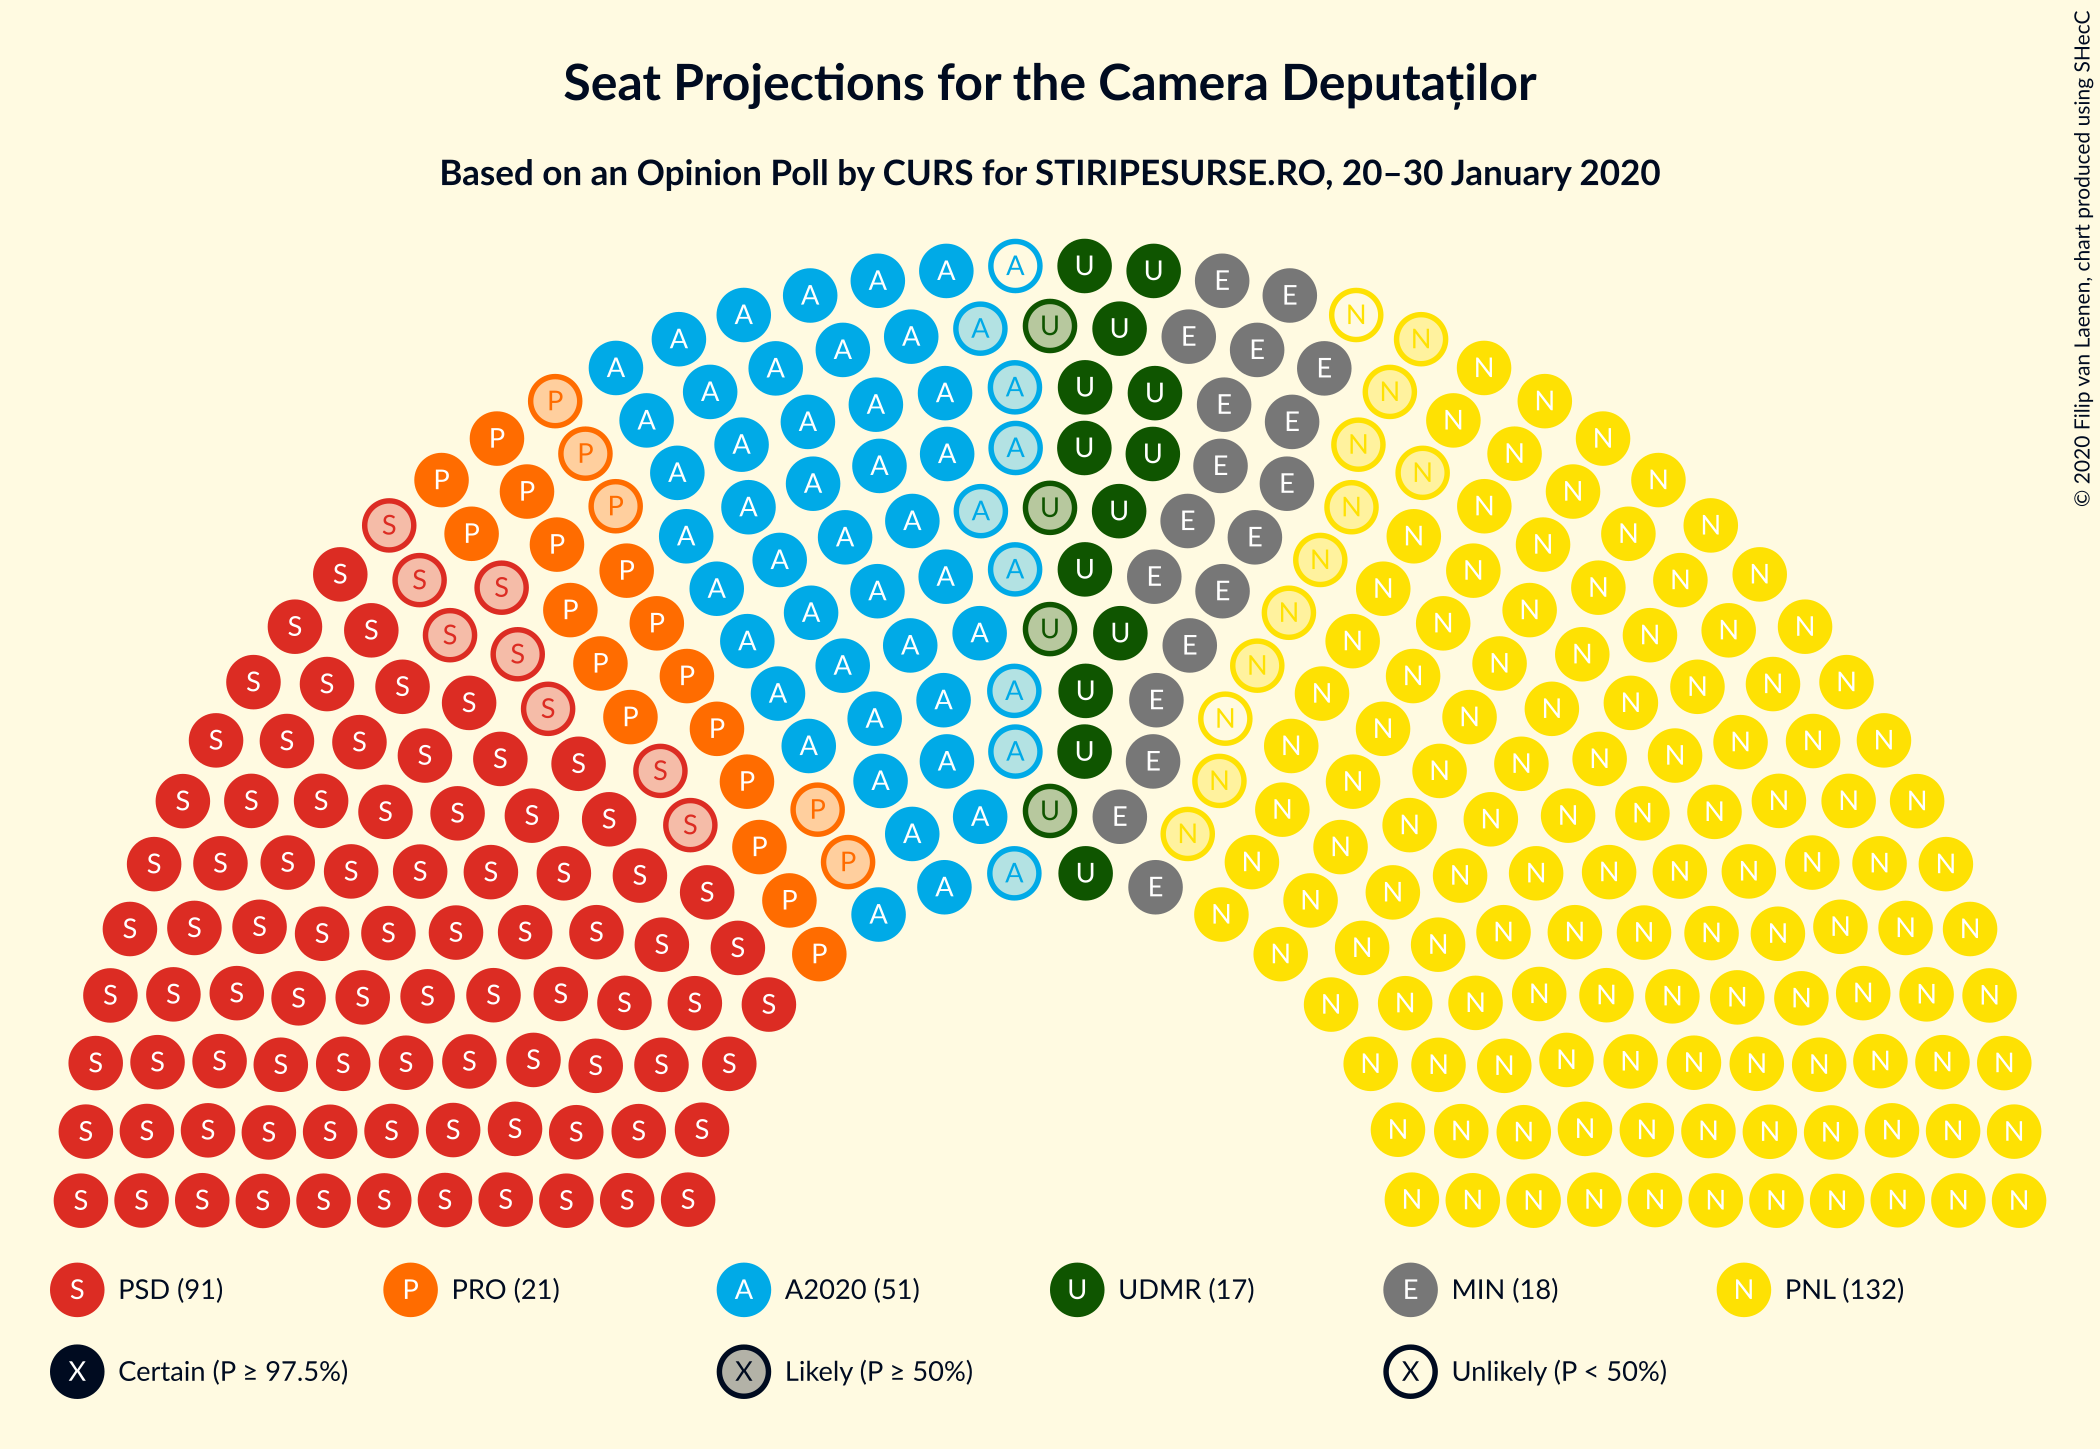 Seat Projections for the Camera Deputaților
Based on an Opinion Poll by CURS for STIRIPESURSE.RO, 20–30 January 2020
© 2020 Filip van Laenen, chart produced using SHecC
S PSD (91)
P PRO (21)
A A2020 (51)
U UDMR (17)
E MIN (18)
N PNL (132)
X Certain (P ≥ 97.5%)
X Likely (P ≥ 50%)
X Unlikely (P < 50%)